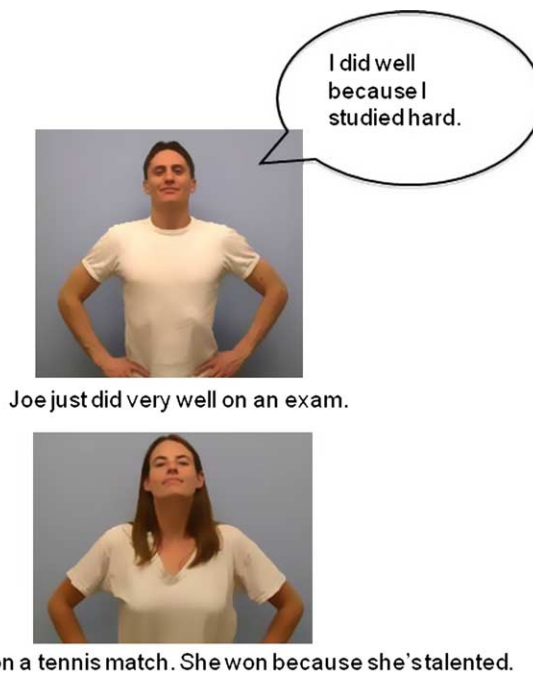 I did well
because I
studied hard.
Joe just did very well on an exam.
a tennis match. She won because she's talented.